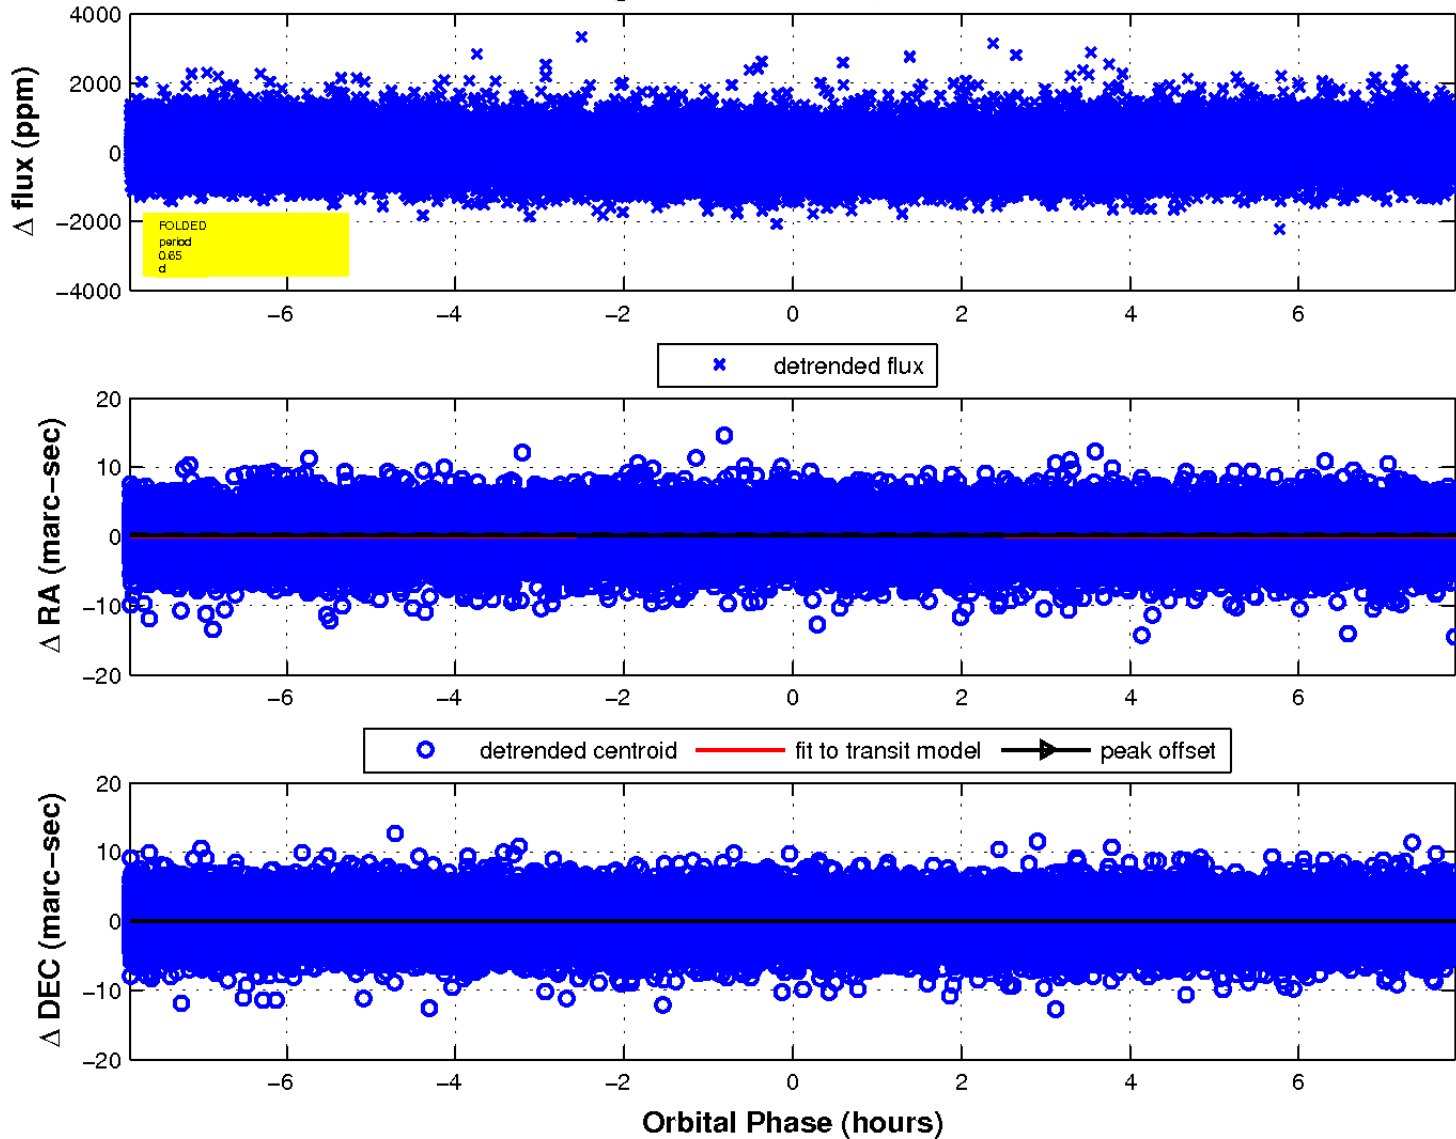 4000
2000
0
−2000
−4000
Δ flux (ppm)
FOLDED
period
0.65
d
−6 −4 −2 0 2 4 6
detrended flux
20
10
0
−10
−20
Δ RA (marc−sec)
−6 −4 −2 0 2 4 6
detrended centroid fit to transit model peak offset
20
10
0
−10
−20
Δ DEC (marc−sec)
−6 −4 −2 0 2 4 6
Orbital Phase (hours)